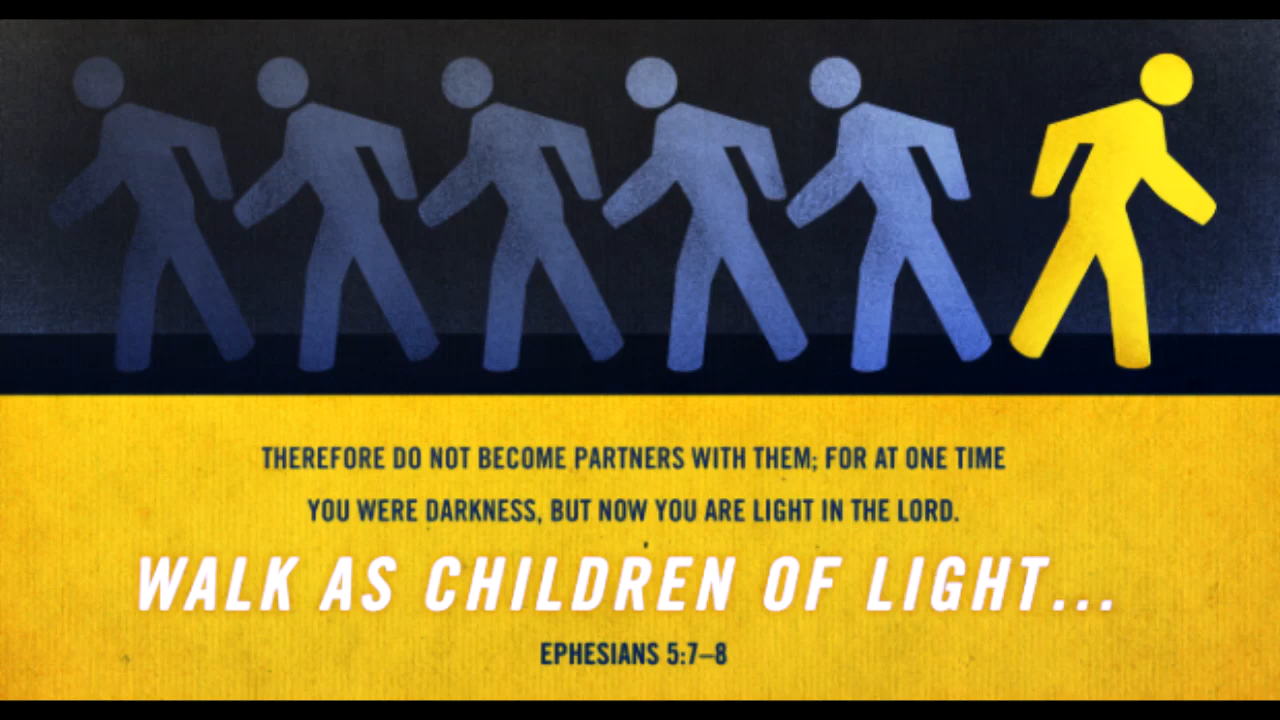 THEREFORE DO NOT BECOME PARTNERS WITH THEM; FOR AT ONE TIME
YOU WERE DARKNESS, BUT NOW YOU ARE LIGHT IN THE LORD.
WALK AS CHILDREN OF LIGHT...
EPHESIANS 5:7–8